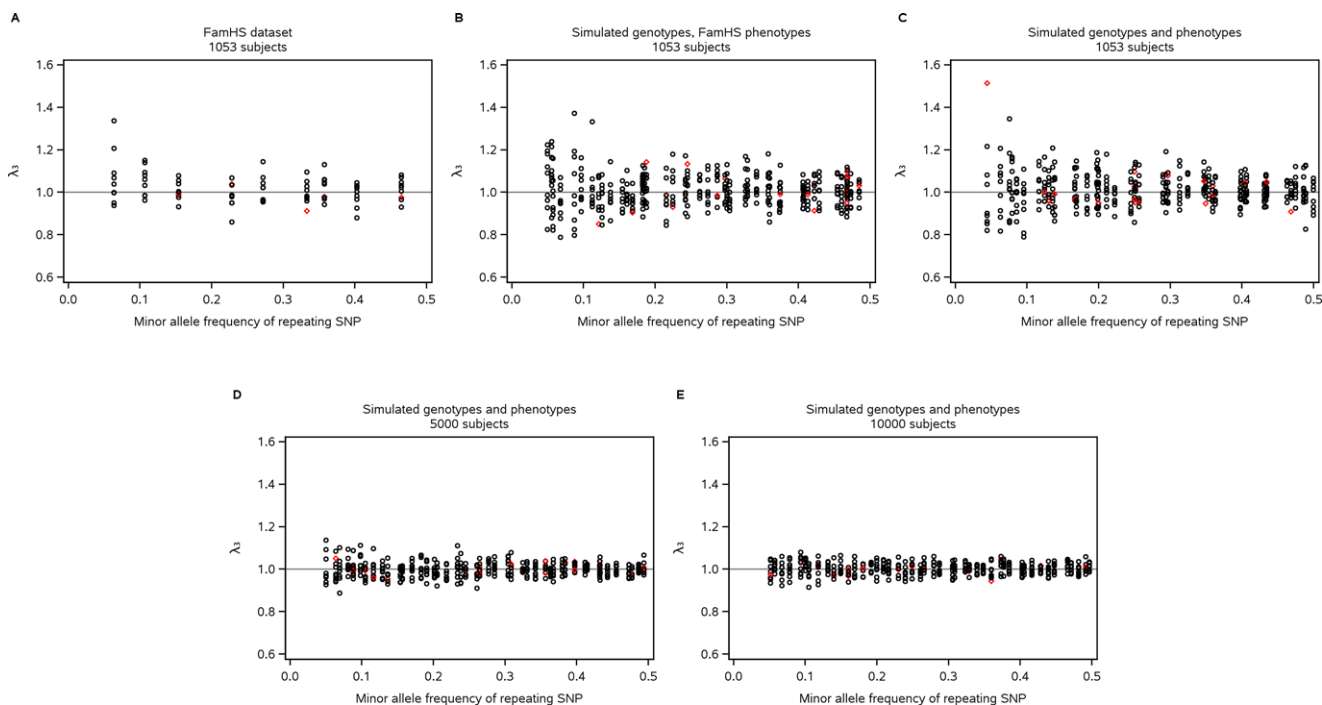 A
FamHS dataset
1053 subjects
1.6
1.4
1.2
1.0
0.8
0.6
λ₃
0.0 0.1 0.2 0.3 0.4 0.5
Minor allele frequency of repeating SNP
B
Simulated genotypes, FamHS phenotypes
1053 subjects
1.6
1.4
1.2
1.0
0.8
0.6
λ₃
0.0 0.1 0.2 0.3 0.4 0.5
Minor allele frequency of repeating SNP
C
Simulated genotypes and phenotypes
1053 subjects
1.6
1.4
1.2
1.0
0.8
0.6
λ₃
0.0 0.1 0.2 0.3 0.4 0.5
Minor allele frequency of repeating SNP
D
Simulated genotypes and phenotypes
5000 subjects
1.6
1.4
1.2
1.0
0.8
0.6
λ₃
0.0 0.1 0.2 0.3 0.4 0.5
Minor allele frequency of repeating SNP
E
Simulated genotypes and phenotypes
10000 subjects
1.6
1.4
1.2
1.0
0.8
0.6
λ₃
0.0 0.1 0.2 0.3 0.4 0.5
Minor allele frequency of repeating SNP